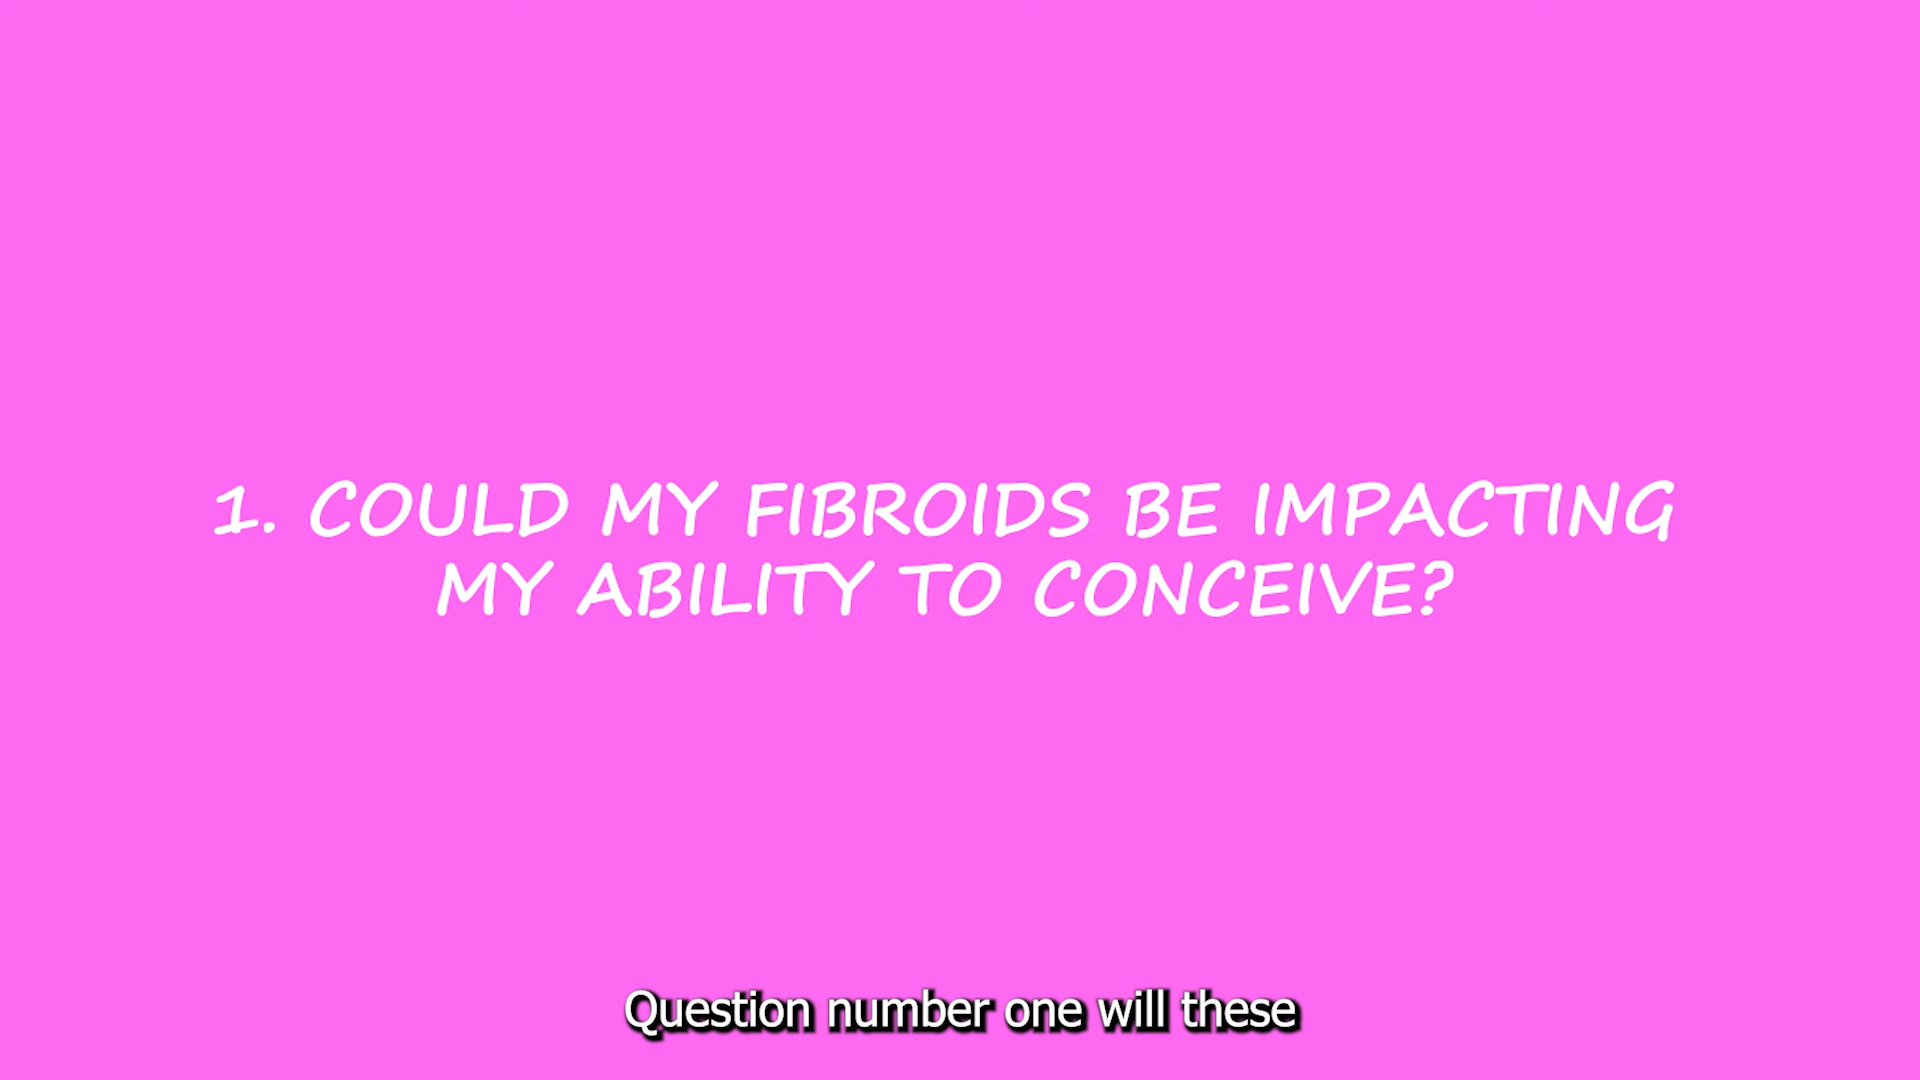 1. COULD MY FIBROIDS BE IMPACTING
MY ABILITY TO CONCEIVE?
Question number one will these